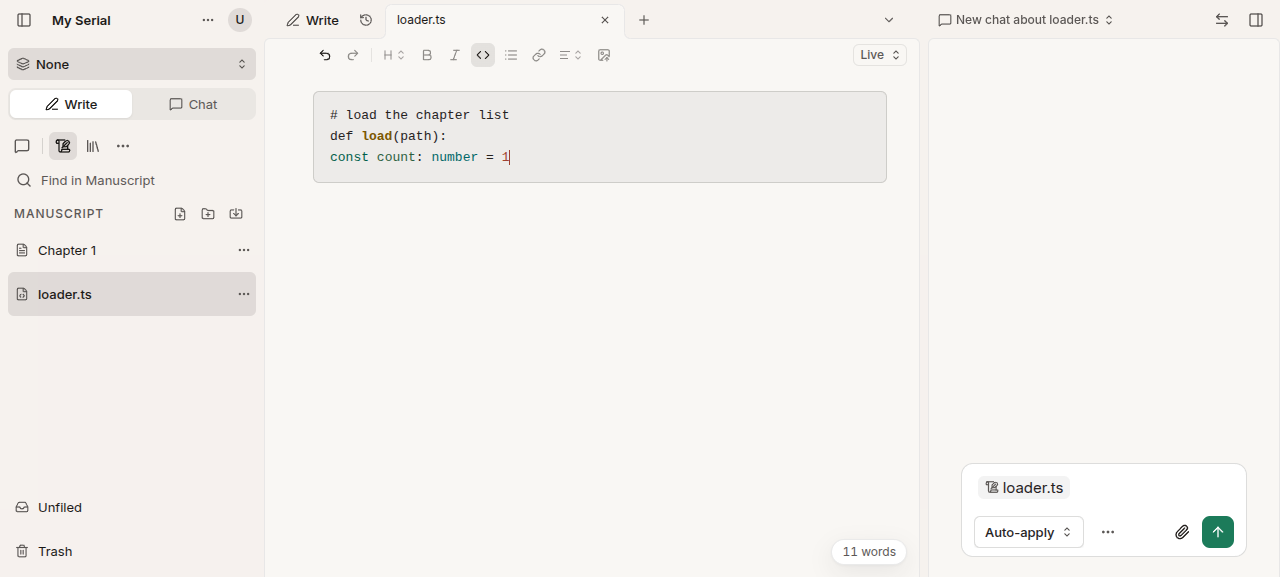 My Serial
U
Write
loader.ts
New chat about loader.ts
None
H
B
I
Live
Write
Chat
# load the chapter list
def load(path):
const count: number = 1
Find in Manuscript
MANUSCRIPT
Chapter 1
loader.ts
loader.ts
Unfiled
Auto-apply
Trash
11 words